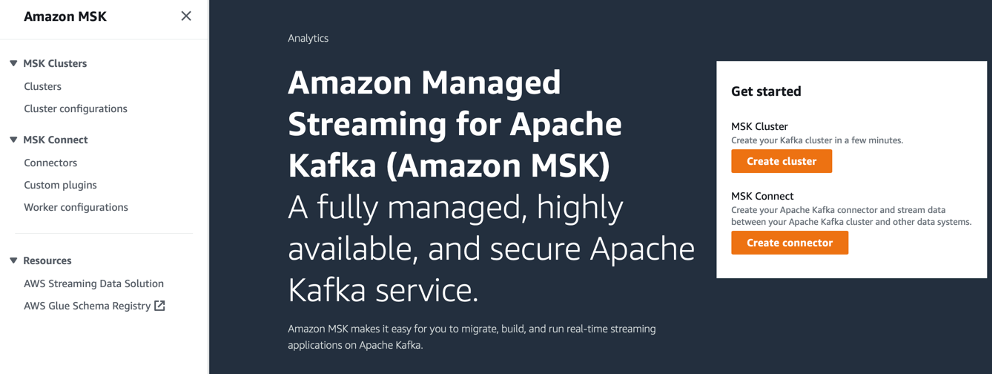 Amazon MSK
MSK Clusters
Clusters
Cluster configurations
MSK Connect
Connectors
Custom plugins
Worker configurations
Resources
AWS Streaming Data Solution
AWS Glue Schema Registry
Analytics
Amazon Managed
Streaming for Apache
Kafka (Amazon MSK)
A fully managed, highly
available, and secure Apache
Kafka service.
Amazon MSK makes it easy for you to migrate, build, and run real-time streaming
applications on Apache Kafka.
Get started
MSK Cluster
Create your Kafka cluster in a few minutes.
Create cluster
MSK Connect
Create your Apache Kafka connector and stream data
between your Apache Kafka cluster and other data systems.
Create connector